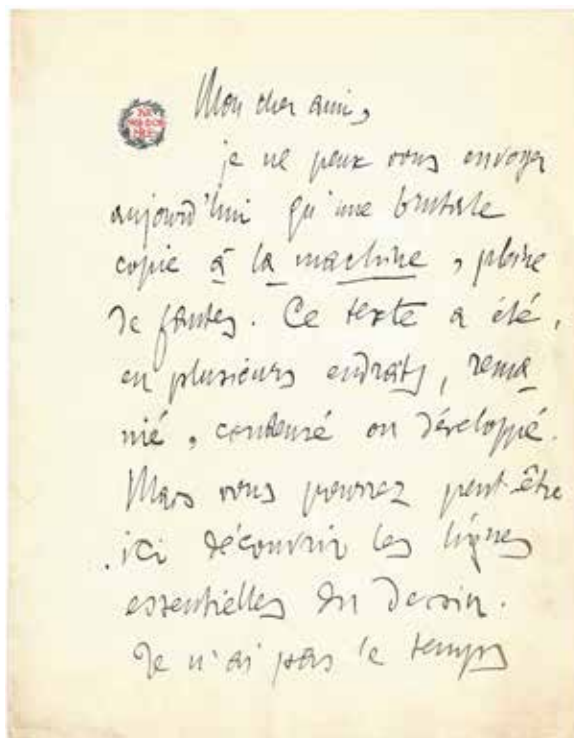 Mon cher ami,
je ne peux vous envoyer
aujourd'hui qu'une brutale
copie à la machine, pleine
de fautes. Ce texte a été,
en plusieurs endroits, rema
nié, condensé ou développé.
Mais vous pourrez peut-être
ici découvrir les lignes
essentielles du dessin.
Je n'ai pas le temps